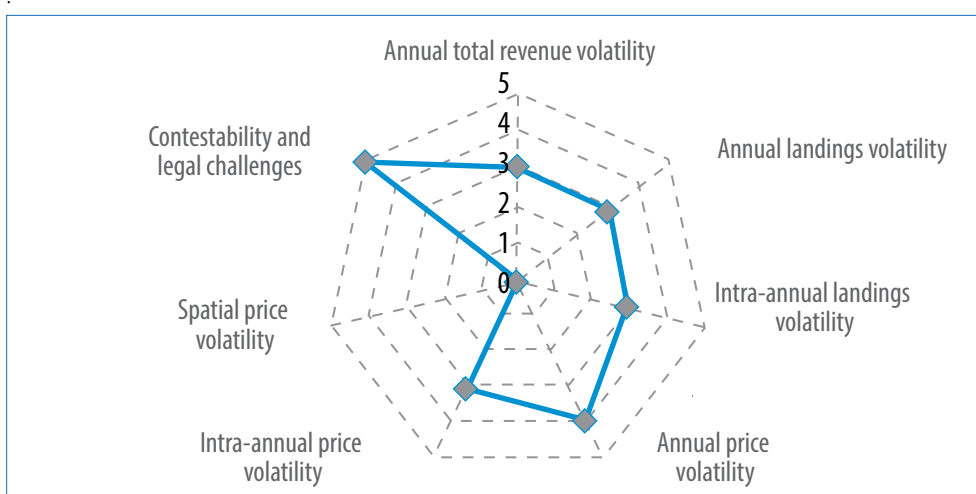 Annual total revenue volatility
5
4
3
2
1
0
Contestability and
legal challenges
Annual landings volatility
Spatial price
volatility
Intra-annual landings
volatility
Intra-annual price
volatility
Annual price
volatility